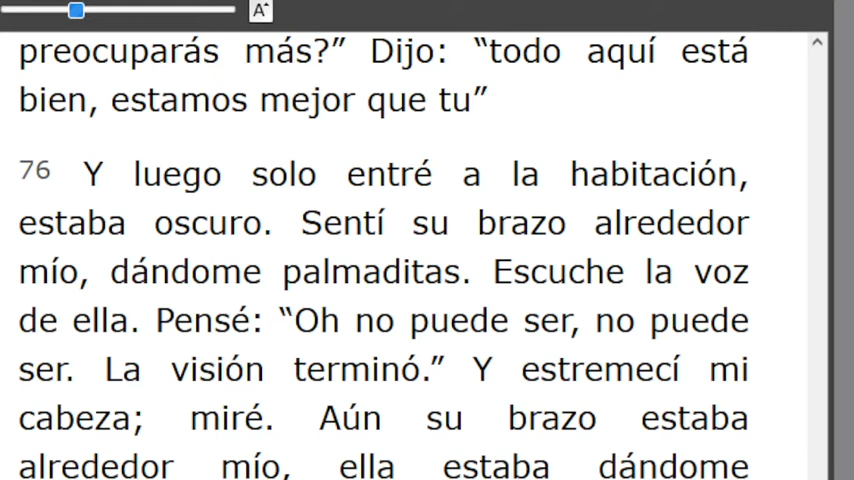 A
preocuparás más?” Dijo: “todo aquí está
bien, estamos mejor que tu”
76 Y luego solo entré a la habitación,
estaba oscuro. Sentí su brazo alrededor
mío, dándome palmaditas. Escuche la voz
de ella. Pensé: “Oh no puede ser, no puede
ser. La visión terminó.” Y estremecí mi
cabeza; miré. Aún su brazo estaba
alrededor mío, ella estaba dándome